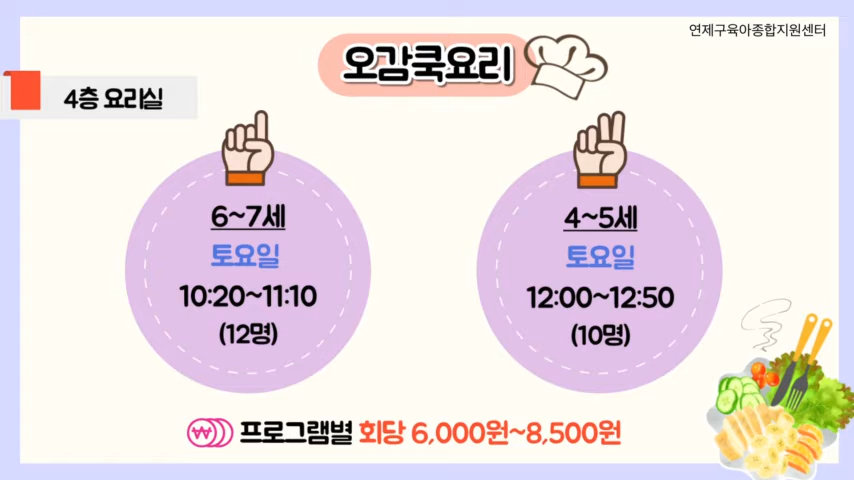 연제구육아종합지원센터
오감쿡요리
4층 요리실
6~7세
토요일
10:20~11:10
(12명)
4~5세
토요일
12:00~12:50
(10명)
₩ 프로그램별 회당 6,000원~8,500원